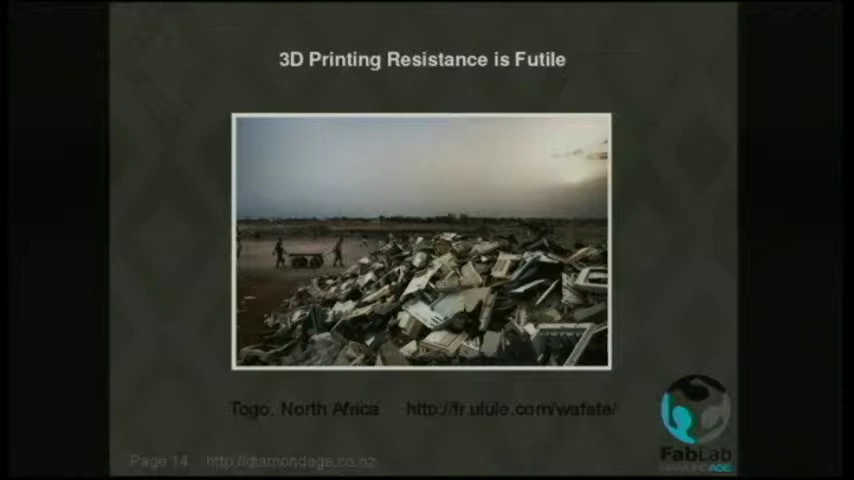 3D Printing Resistance is Futile
Togo, North Africa http://fr.ulule.com/wafate/
FabLab
Page 14 http://diamondage.co.nz